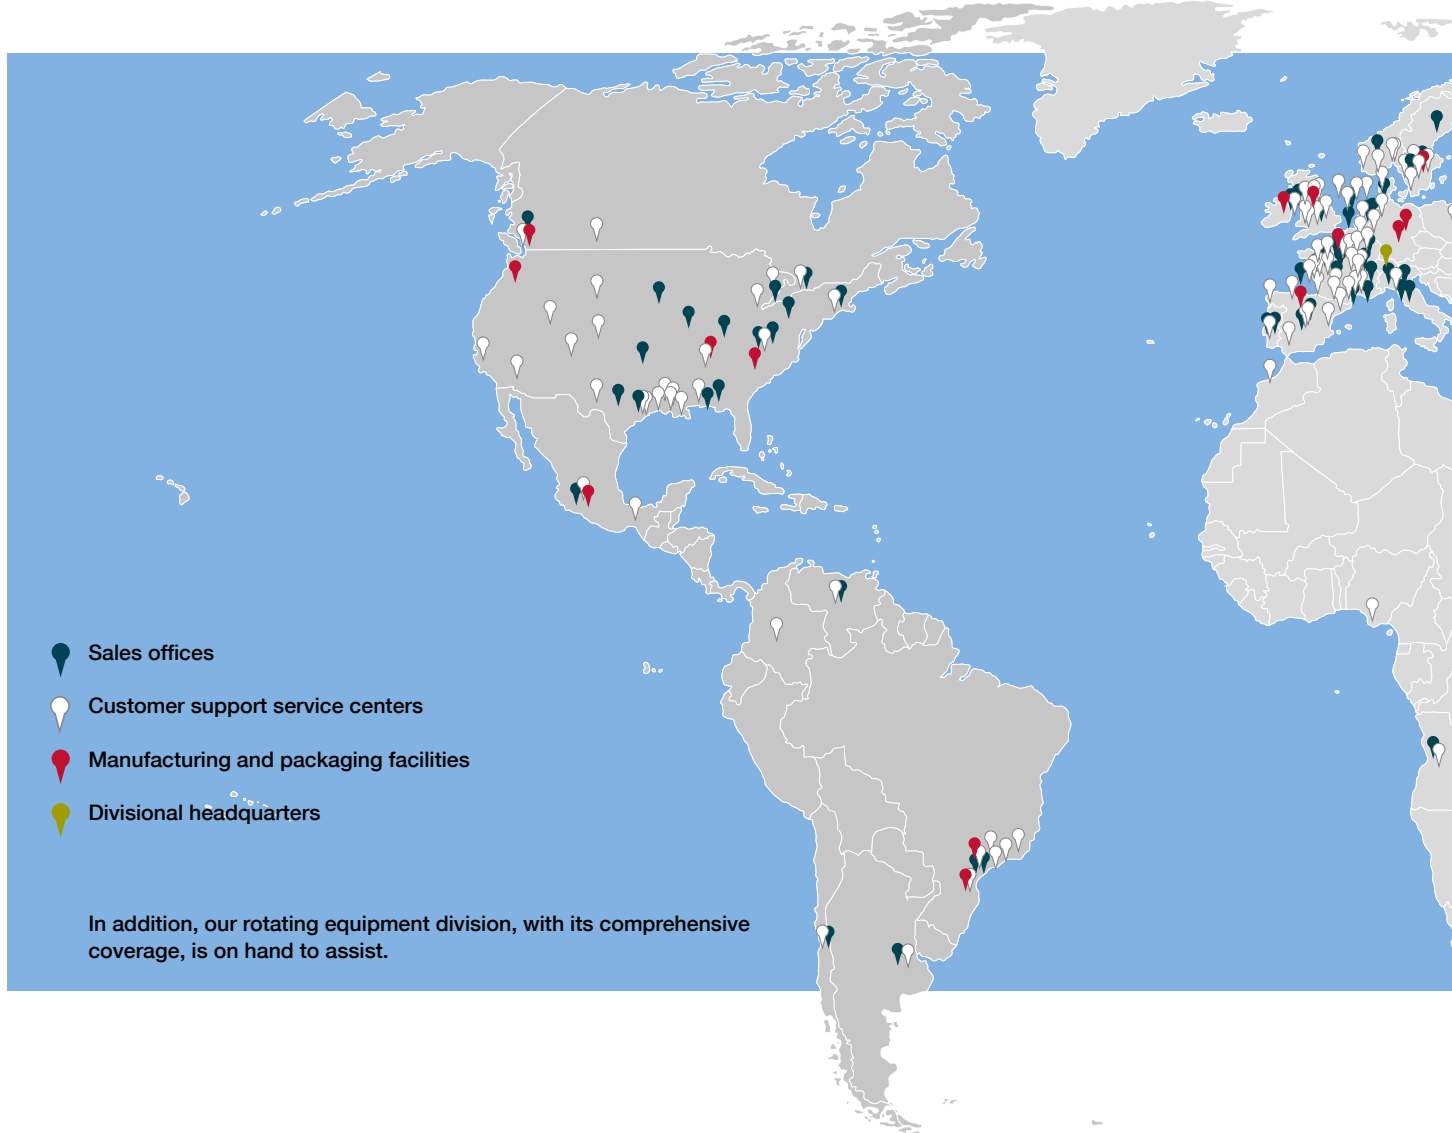 Sales offices
Customer support service centers
Manufacturing and packaging facilities
Divisional headquarters
In addition, our rotating equipment division, with its comprehensive
coverage, is on hand to assist.